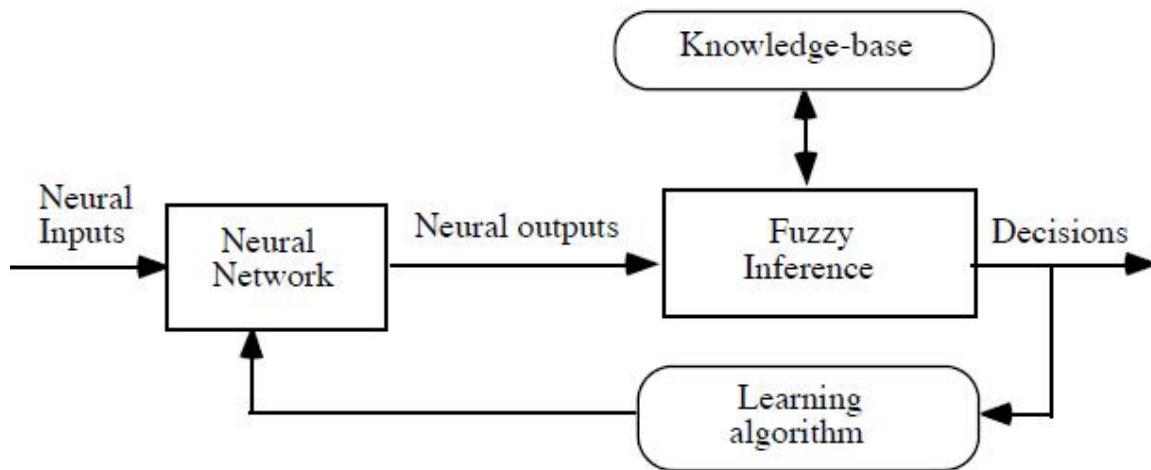 Knowledge-base
Neural
Inputs
Neural
Network
Neural outputs
Fuzzy
Inference
Decisions
Learning
algorithm